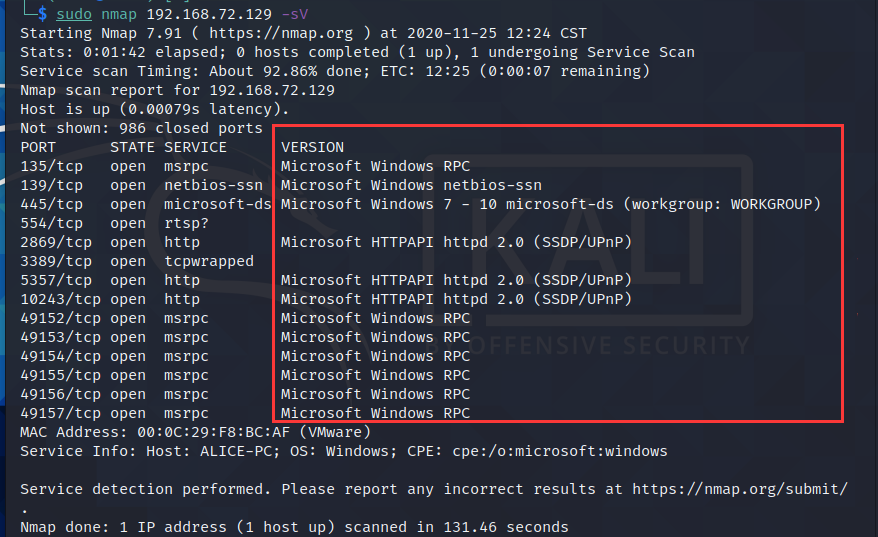 └─$ sudo nmap 192.168.72.129 -sV
Starting Nmap 7.91 ( https://nmap.org ) at 2020-11-25 12:24 CST
Stats: 0:01:42 elapsed; 0 hosts completed (1 up), 1 undergoing Service Scan
Service scan Timing: About 92.86% done; ETC: 12:25 (0:00:07 remaining)
Nmap scan report for 192.168.72.129
Host is up (0.00079s latency).
Not shown: 986 closed ports
PORT      STATE SERVICE      VERSION
135/tcp   open  msrpc        Microsoft Windows RPC
139/tcp   open  netbios-ssn  Microsoft Windows netbios-ssn
445/tcp   open  microsoft-ds Microsoft Windows 7 - 10 microsoft-ds (workgroup: WORKGROUP)
554/tcp   open  rtsp?
2869/tcp  open  http         Microsoft HTTPAPI httpd 2.0 (SSDP/UPnP)
3389/tcp  open  tcpwrapped
5357/tcp  open  http         Microsoft HTTPAPI httpd 2.0 (SSDP/UPnP)
10243/tcp open  http         Microsoft HTTPAPI httpd 2.0 (SSDP/UPnP)
49152/tcp open  msrpc        Microsoft Windows RPC
49153/tcp open  msrpc        Microsoft Windows RPC
49154/tcp open  msrpc        Microsoft Windows RPC
49155/tcp open  msrpc        Microsoft Windows RPC
49156/tcp open  msrpc        Microsoft Windows RPC
49157/tcp open  msrpc        Microsoft Windows RPC
MAC Address: 00:0C:29:F8:BC:AF (VMware)
Service Info: Host: ALICE-PC; OS: Windows; CPE: cpe:/o:microsoft:windows
Service detection performed. Please report any incorrect results at https://nmap.org/submit/
.
Nmap done: 1 IP address (1 host up) scanned in 131.46 seconds
KALI
BY OFFENSIVE SECURITY